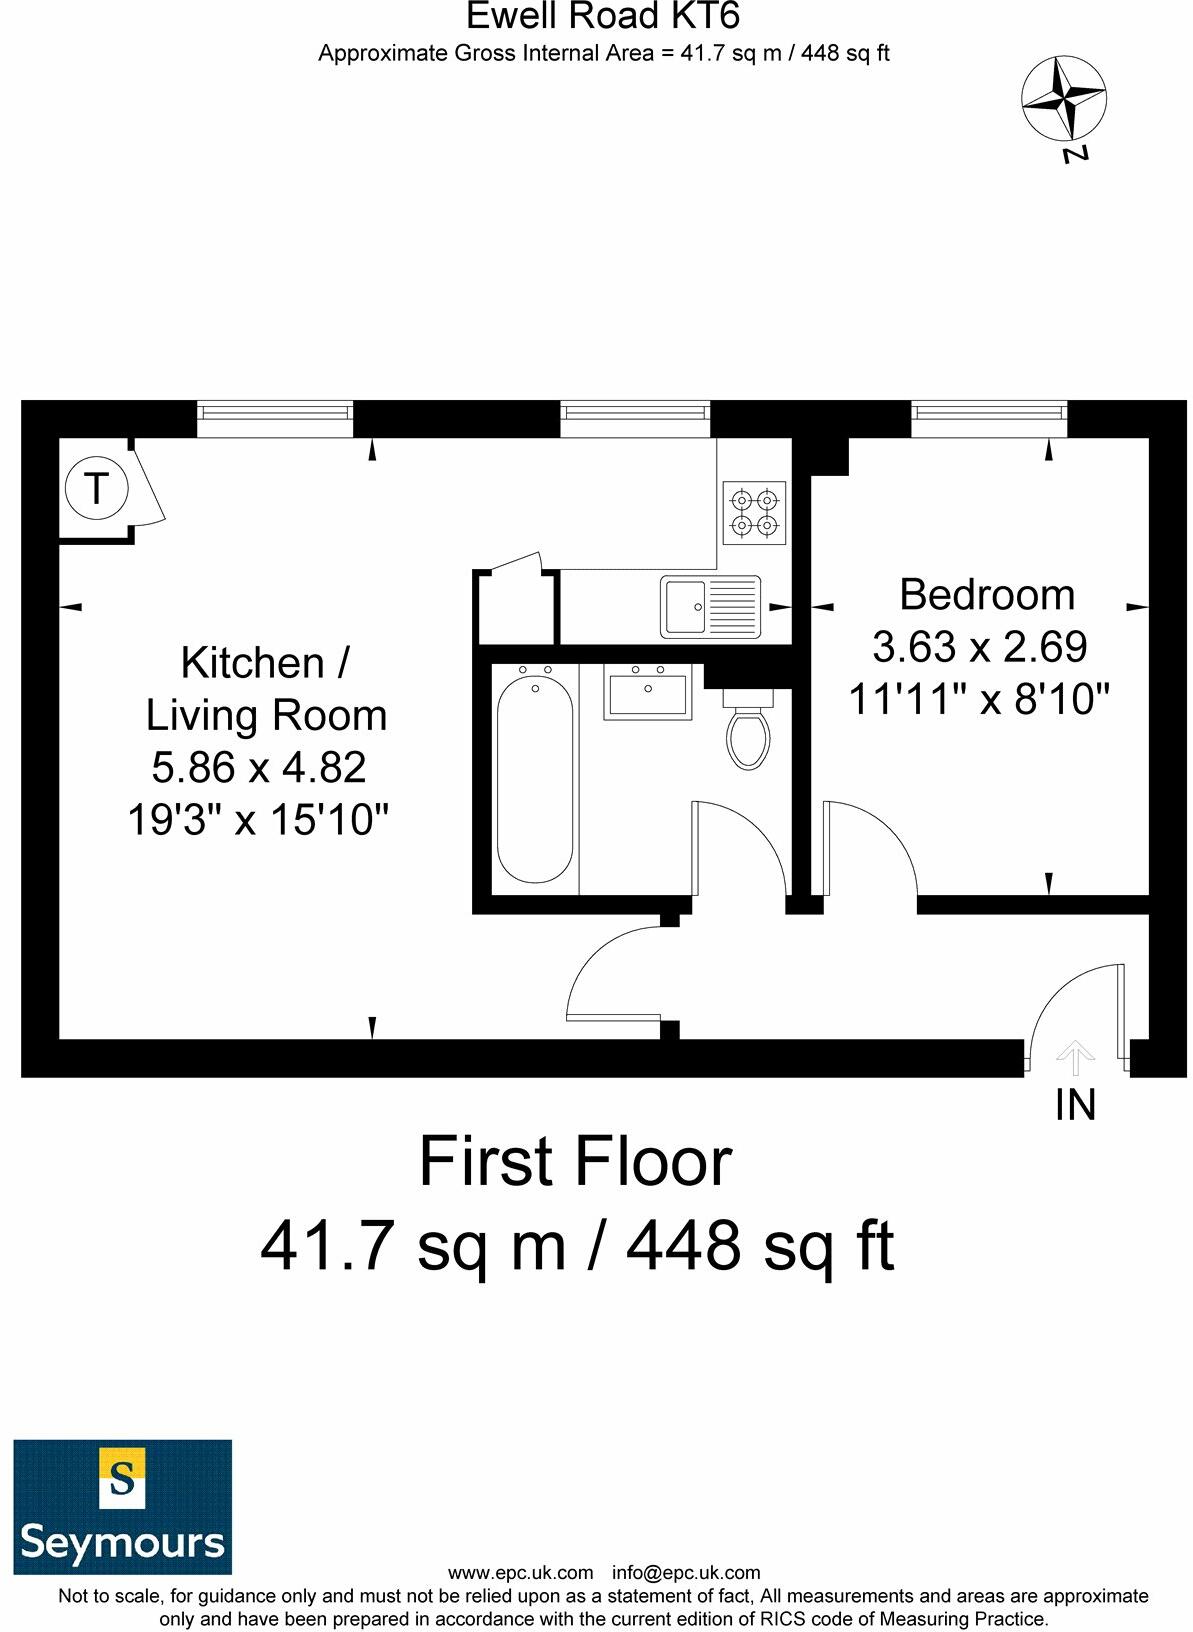 Ewell Road KT6
Approximate Gross Internal Area = 41.7 sq m / 448 sq ft
N
T
Kitchen /
Living Room
5.86 x 4.82
19'3" x 15'10"
Bedroom
3.63 x 2.69
11'11" x 8'10"
IN
First Floor
41.7 sq m / 448 sq ft
S
Seymours
www.epc.uk.com info@epc.uk.com
Not to scale, for guidance only and must not be relied upon as a statement of fact, All measurements and areas are approximate
only and have been prepared in accordance with the current edition of RICS code of Measuring Practice.